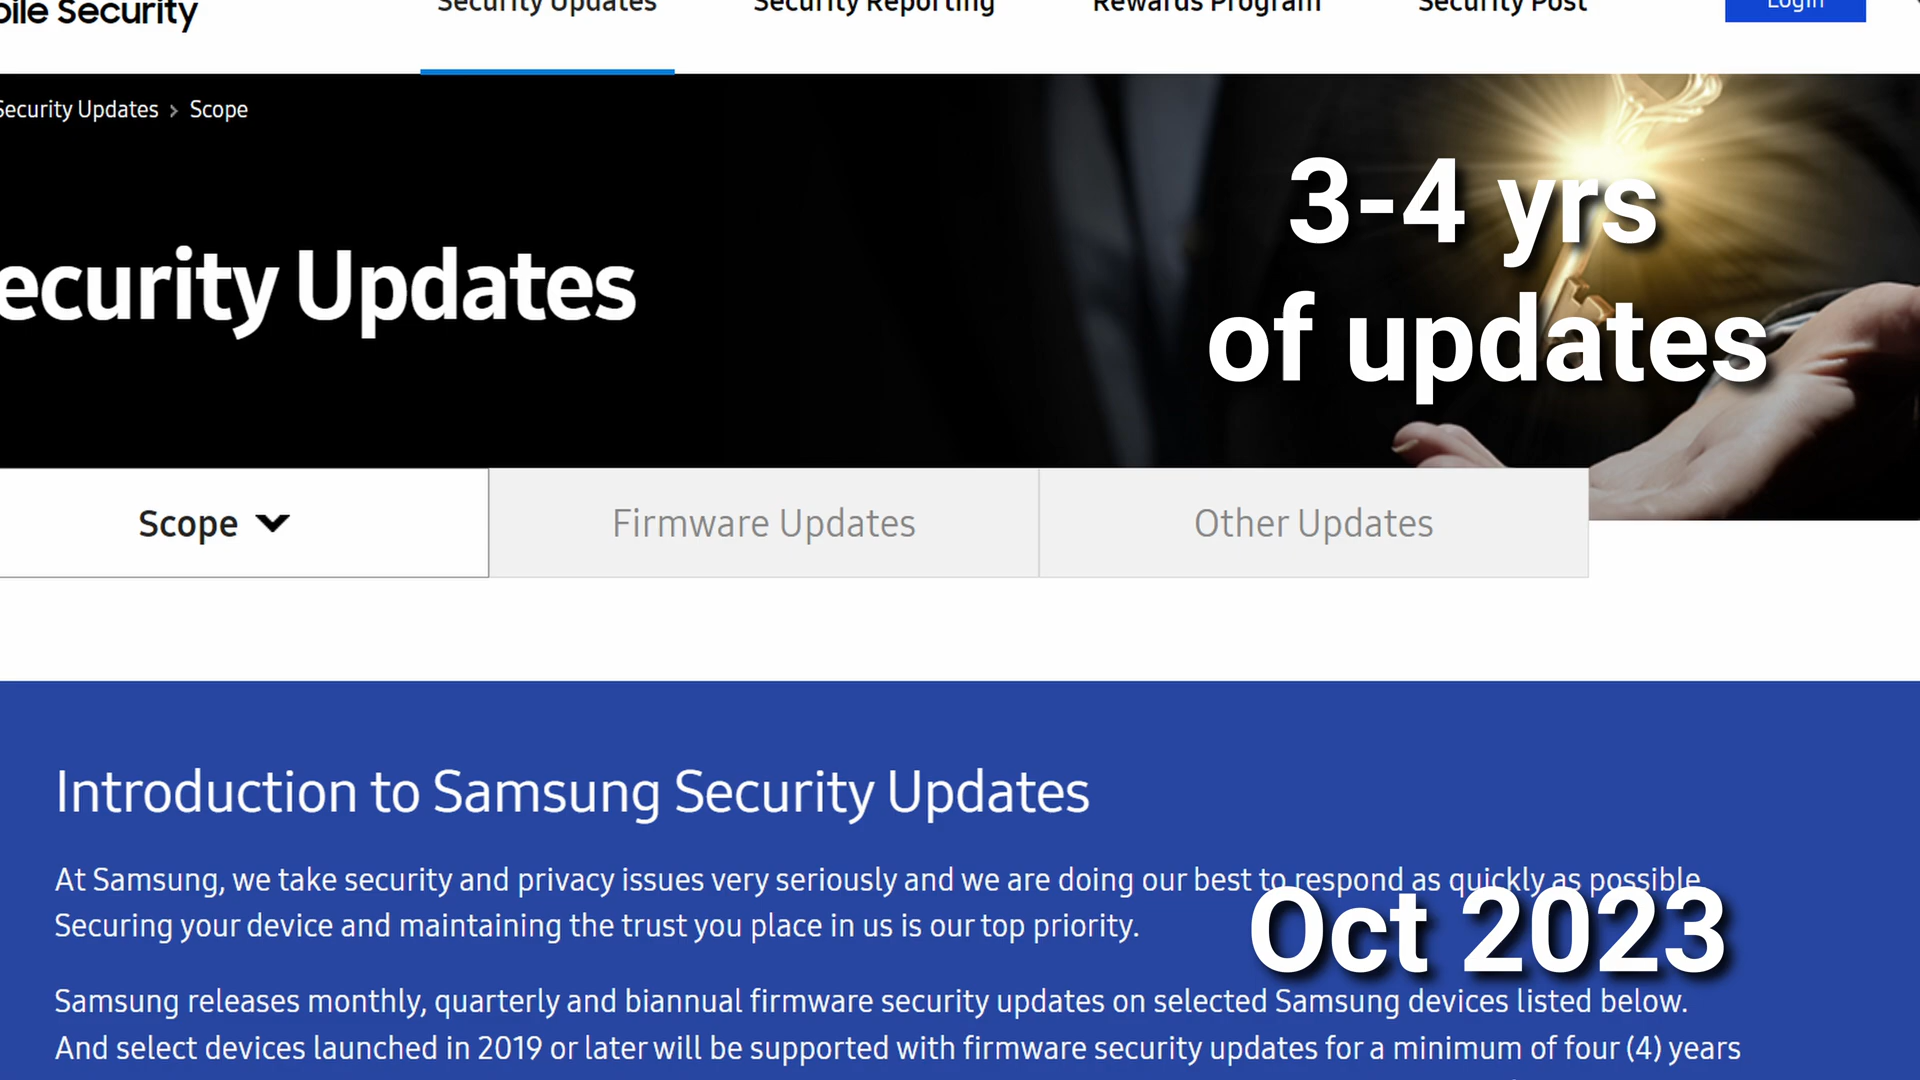 bile Security
Security Updates
Security Reporting
Rewards Program
Security Post
Login
Security Updates > Scope
3-4 yrs
of updates
ecurity Updates
Scope
Firmware Updates
Other Updates
Introduction to Samsung Security Updates
At Samsung, we take security and privacy issues very seriously and we are doing our best to respond as quickly as possible
Securing your device and maintaining the trust you place in us is our top priority.
Oct 2023
Samsung releases monthly, quarterly and biannual firmware security updates on selected Samsung devices listed below.
And select devices launched in 2019 or later will be supported with firmware security updates for a minimum of four (4) years